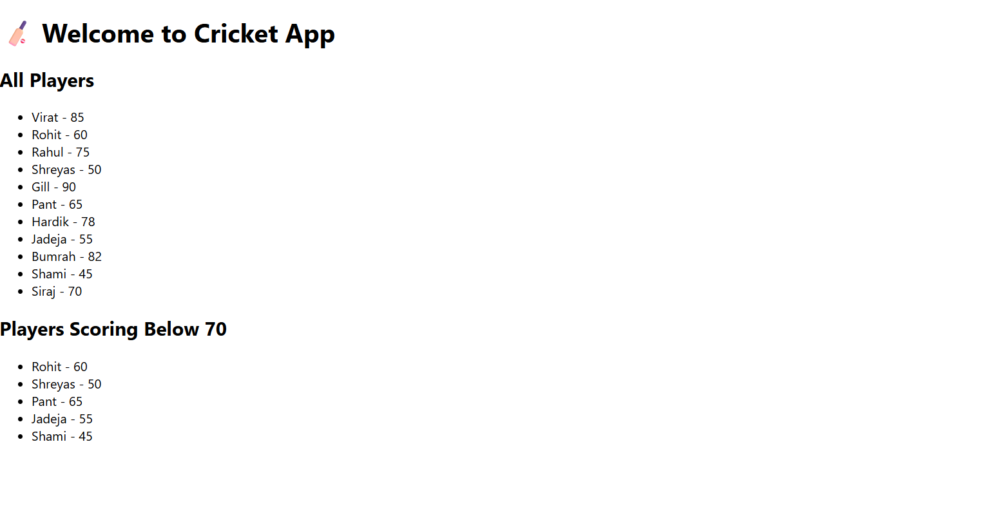 🏏 Welcome to Cricket App
All Players
• Virat - 85
• Rohit - 60
• Rahul - 75
• Shreyas - 50
• Gill - 90
• Pant - 65
• Hardik - 78
• Jadeja - 55
• Bumrah - 82
• Shami - 45
• Siraj - 70
Players Scoring Below 70
• Rohit - 60
• Shreyas - 50
• Pant - 65
• Jadeja - 55
• Shami - 45